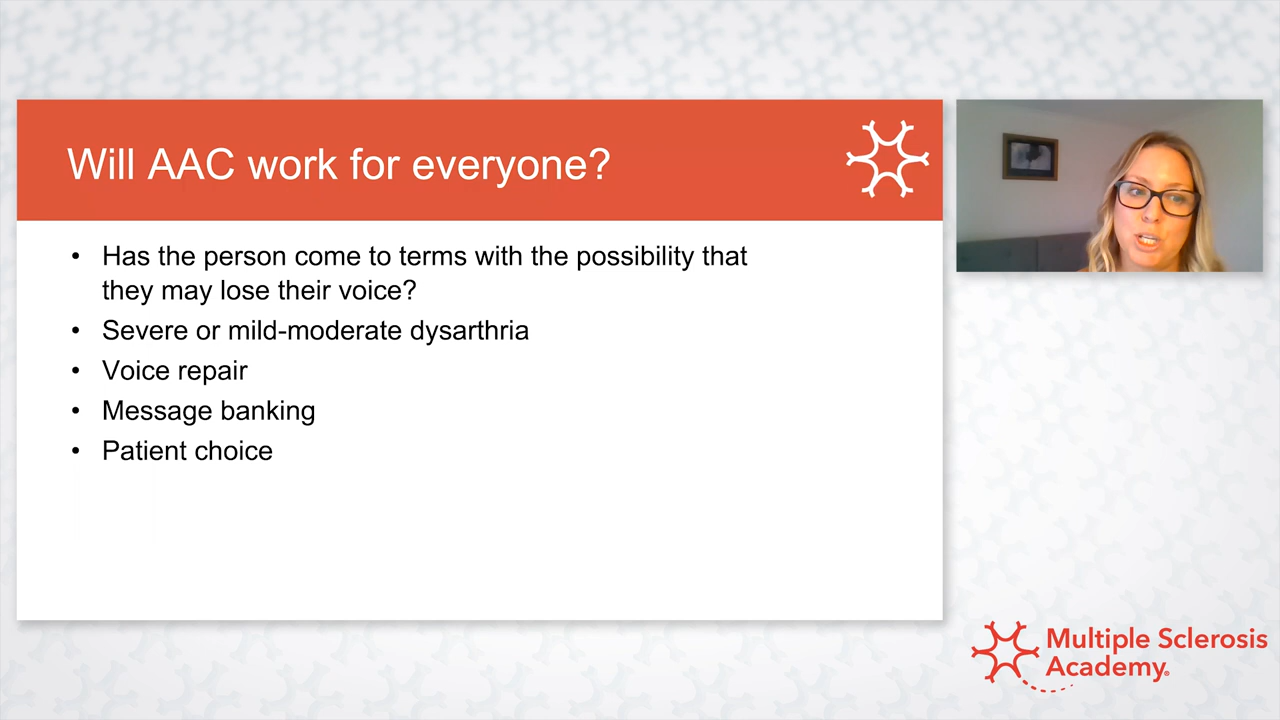 Will AAC work for everyone?
• Has the person come to terms with the possibility that
they may lose their voice?
• Severe or mild-moderate dysarthria
• Voice repair
• Message banking
• Patient choice
Multiple Sclerosis
Academy®